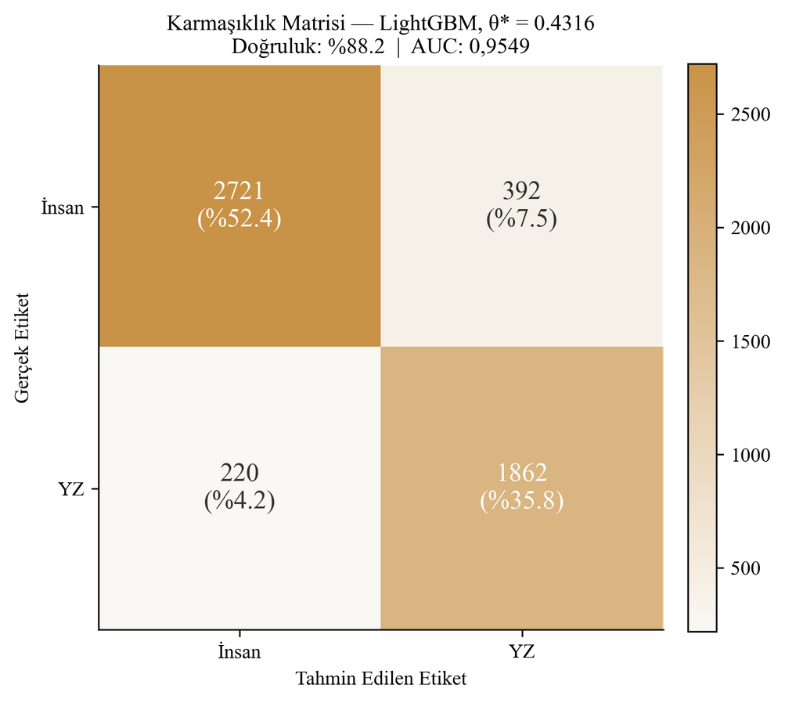 Karmaşıklık Matrisi — LightGBM, θ* = 0.4316
Doğruluk: %88.2 | AUC: 0,9549
2721
(%52.4)
392
(%7.5)
İnsan
220
(%4.2)
1862
(%35.8)
YZ
Gerçek Etiket
İnsan
YZ
Tahmin Edilen Etiket
2500
2000
1500
1000
500